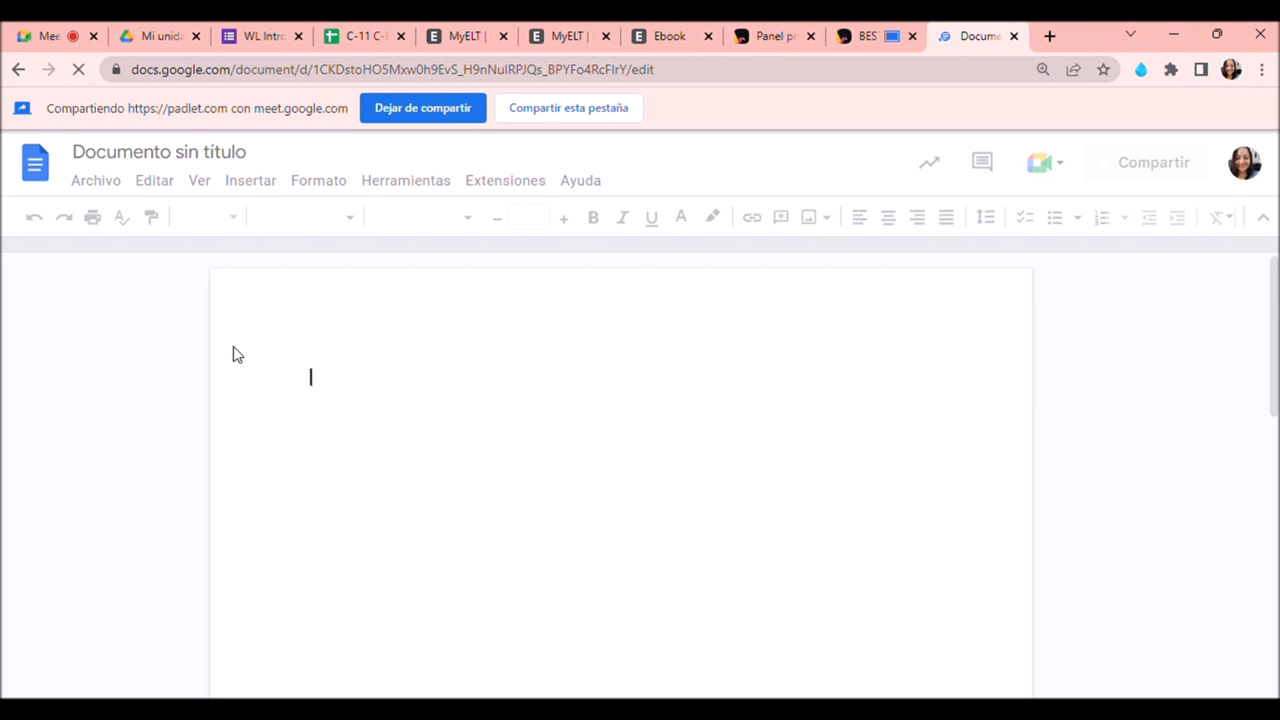 Mee Mi unida WL Intro C-11 C-E MyELT | MyELT | Ebook Panel pr BES Docume
docs.google.com/document/d/1CKDstoHO5Mxw0h9EvS_H9nNulRPJQs_BPYFo4RcFIrY/edit
Compartiendo https://padlet.com con meet.google.com Dejar de compartir Compartir esta pestaña
Documento sin título
Compartir
Archivo Editar Ver Insertar Formato Herramientas Extensiones Ayuda